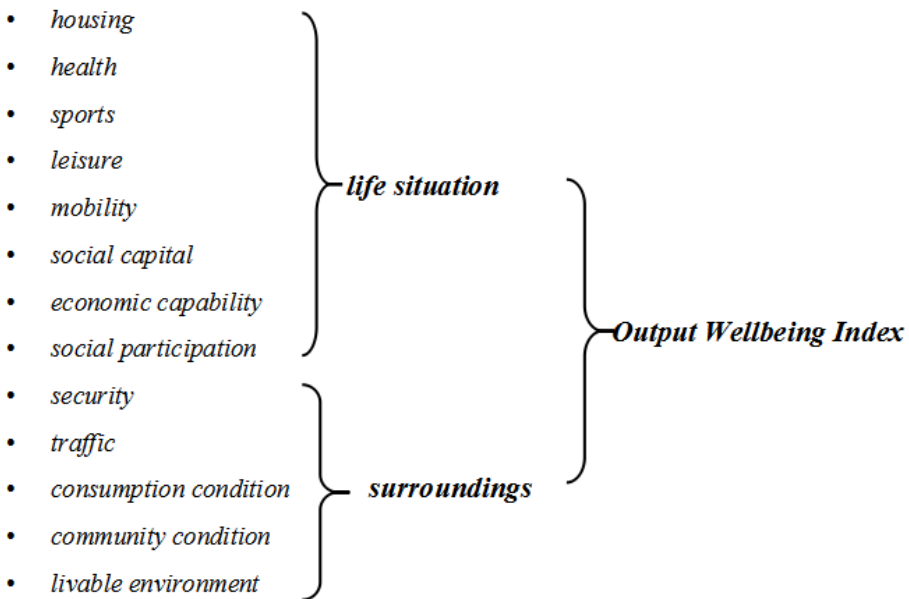 • housing
• health
• sports
• leisure
• mobility
• social capital
• economic capability
• social participation
• security
• traffic
• consumption condition
• community condition
• livable environment
life situation
surroundings
Output Wellbeing Index